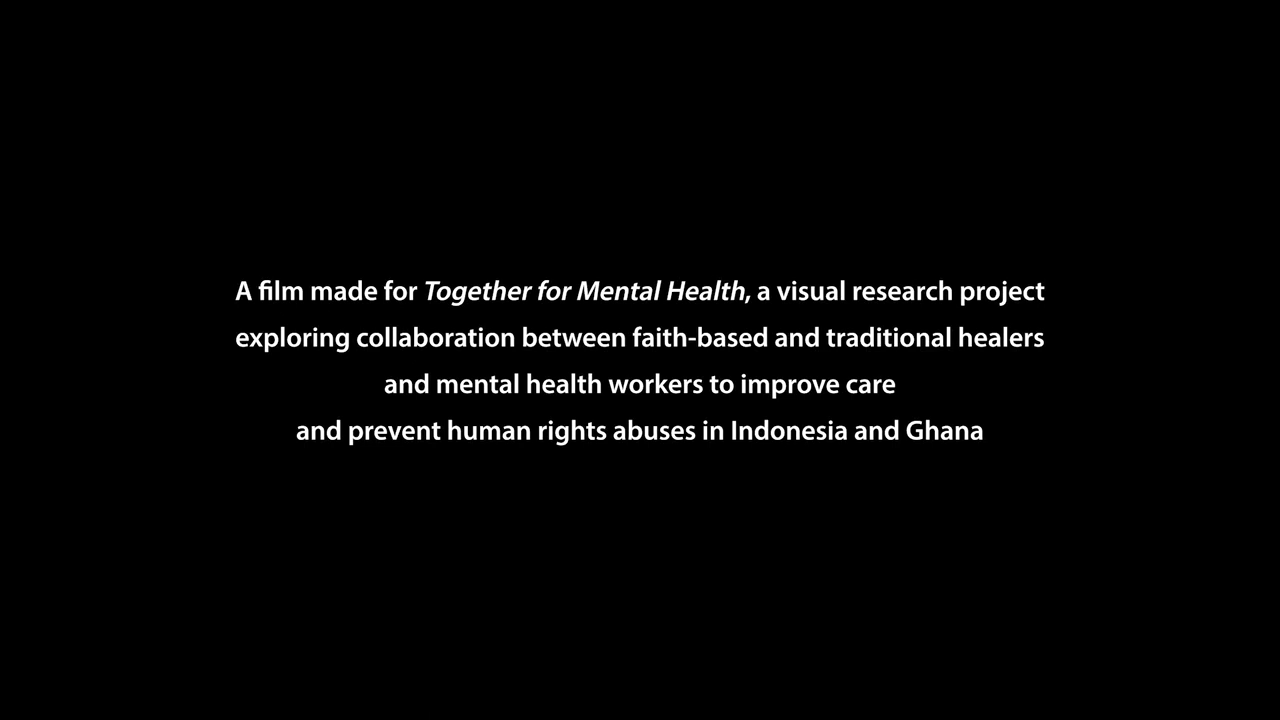 A film made for Together for Mental Health, a visual research project
exploring collaboration between faith-based and traditional healers
and mental health workers to improve care
and prevent human rights abuses in Indonesia and Ghana